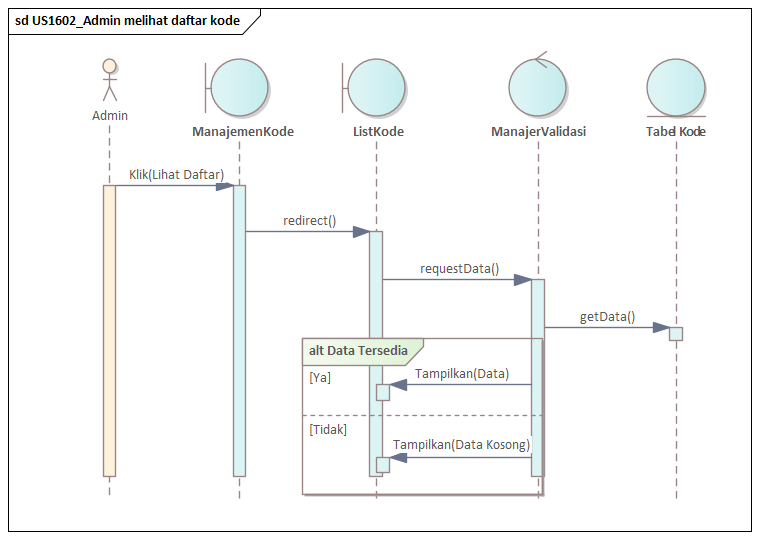 sd US1602_Admin melihat daftar kode
Admin
ManajemenKode
ListKode
ManajerValidasi
Tabel Kode
Klik(Lihat Daftar)
redirect()
requestData()
getData()
alt Data Tersedia
[Ya]
Tampilkan(Data)
[Tidak]
Tampilkan(Data Kosong)